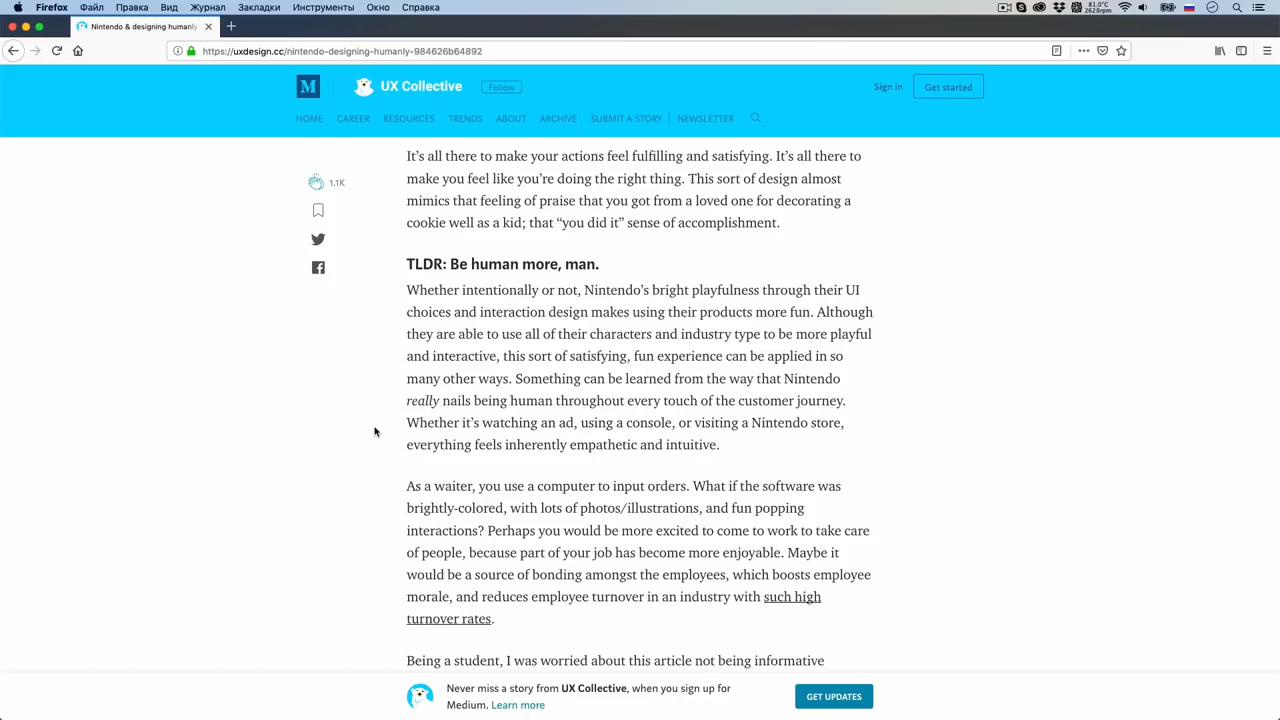 Firefox Файл Правка Вид Журнал Закладки Инструменты Окно Справка
81.0°C
2628rpm
Nintendo & designing humanly
https://uxdesign.cc/nintendo-designing-humanly-984626b64892
M UX Collective Follow Sign in Get started
HOME CAREER RESOURCES TRENDS ABOUT ARCHIVE SUBMIT A STORY NEWSLETTER
It’s all there to make your actions feel fulfilling and satisfying. It’s all there to
make you feel like you’re doing the right thing. This sort of design almost
1.1K
mimics that feeling of praise that you got from a loved one for decorating a
cookie well as a kid; that “you did it” sense of accomplishment.
TLDR: Be human more, man.
Whether intentionally or not, Nintendo’s bright playfulness through their UI
choices and interaction design makes using their products more fun. Although
they are able to use all of their characters and industry type to be more playful
and interactive, this sort of satisfying, fun experience can be applied in so
many other ways. Something can be learned from the way that Nintendo
really nails being human throughout every touch of the customer journey.
Whether it’s watching an ad, using a console, or visiting a Nintendo store,
everything feels inherently empathetic and intuitive.
As a waiter, you use a computer to input orders. What if the software was
brightly-colored, with lots of photos/illustrations, and fun popping
interactions? Perhaps you would be more excited to come to work to take care
of people, because part of your job has become more enjoyable. Maybe it
would be a source of bonding amongst the employees, which boosts employee
morale, and reduces employee turnover in an industry with such high
turnover rates.
Being a student, I was worried about this article not being informative
Never miss a story from UX Collective, when you sign up for
Medium. Learn more
GET UPDATES